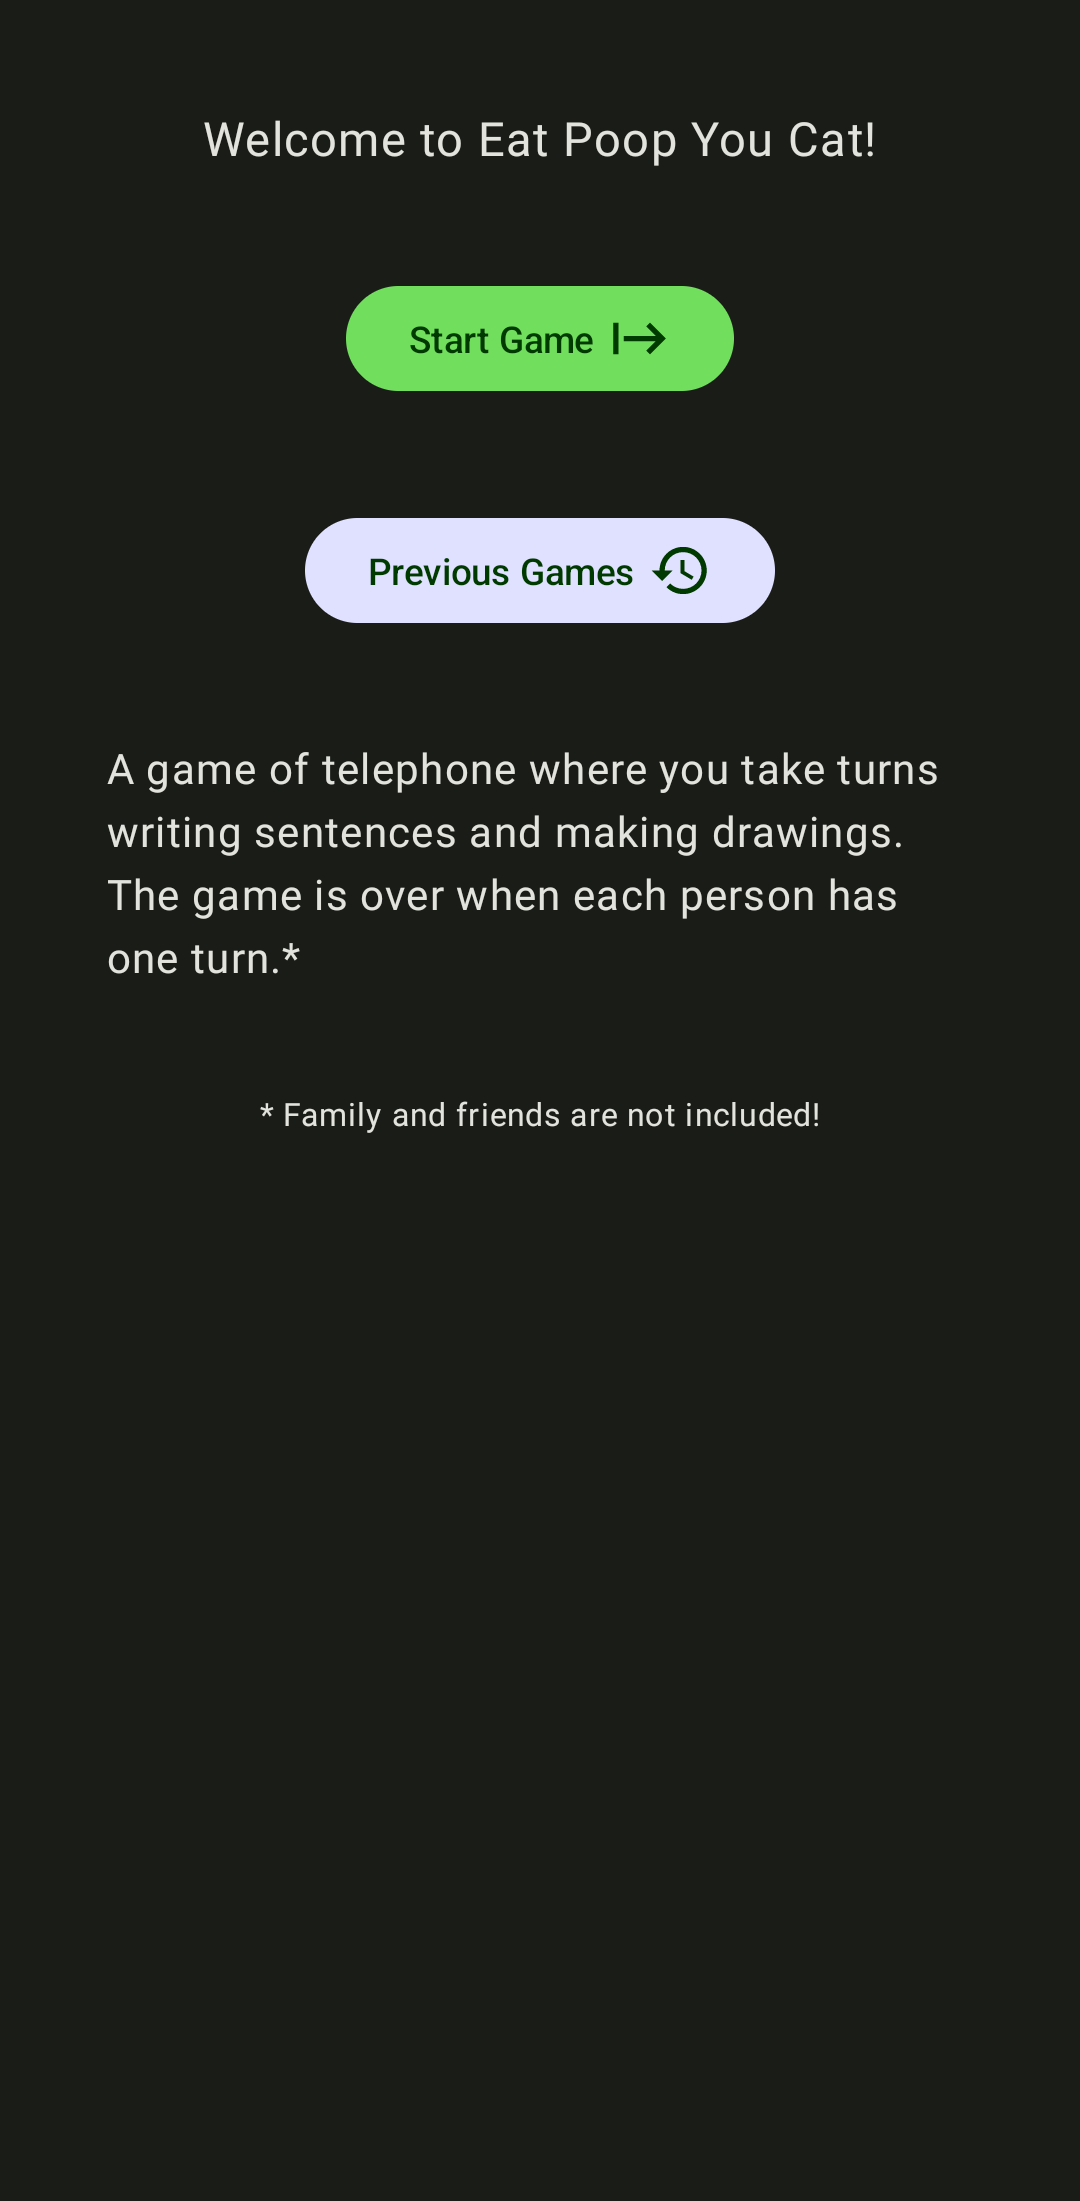 Welcome to Eat Poop You Cat!
Start Game
Previous Games
A game of telephone where you take turns
writing sentences and making drawings.
The game is over when each person has
one turn.*
* Family and friends are not included!